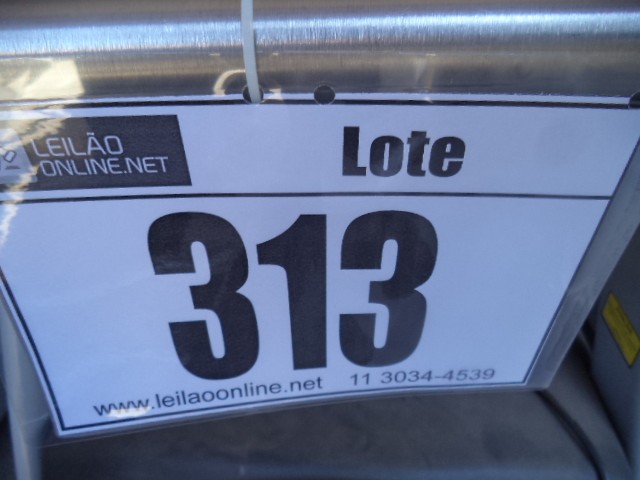 LEILÃO
ONLINE.NET
Lote
313
www.leilaoonline.net 11 3034-4539